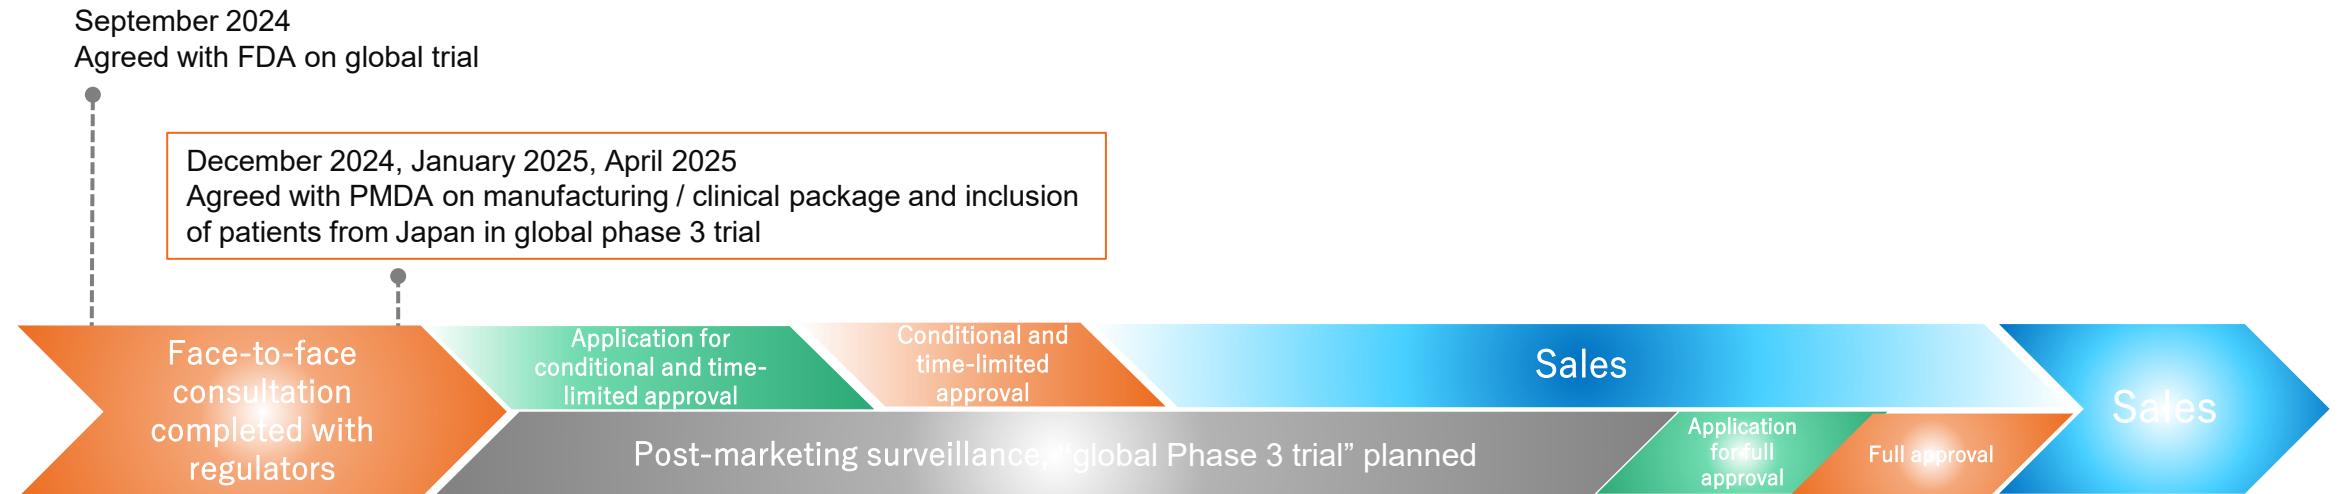 September 2024
Agreed with FDA on global trial
December 2024, January 2025, April 2025
Agreed with PMDA on manufacturing / clinical package and inclusion
of patients from Japan in global phase 3 trial
Face-to-face
consultation
completed with
regulators
Application for
conditional and time-
limited approval
Conditional and
time-limited
approval
Sales
Post-marketing surveillance, “global Phase 3 trial” planned
Application
for full
approval
Full approval
Sales